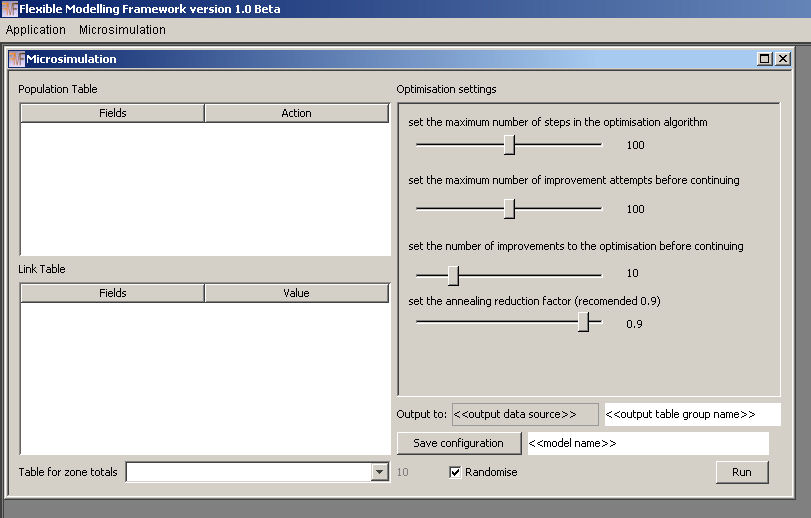 Flexible Modelling Framework version 1.0 Beta
Application Microsimulation
Microsimulation
Population Table
Fields Action
Link Table
Fields Value
Table for zone totals
Optimisation settings
set the maximum number of steps in the optimisation algorithm
100
set the maximum number of improvement attempts before continuing
100
set the number of improvements to the optimisation before continuing
10
set the annealing reduction factor (recomended 0.9)
0.9
Output to: <<output data source>> <<output table group name>>
Save configuration <<model name>>
10 Randomise Run